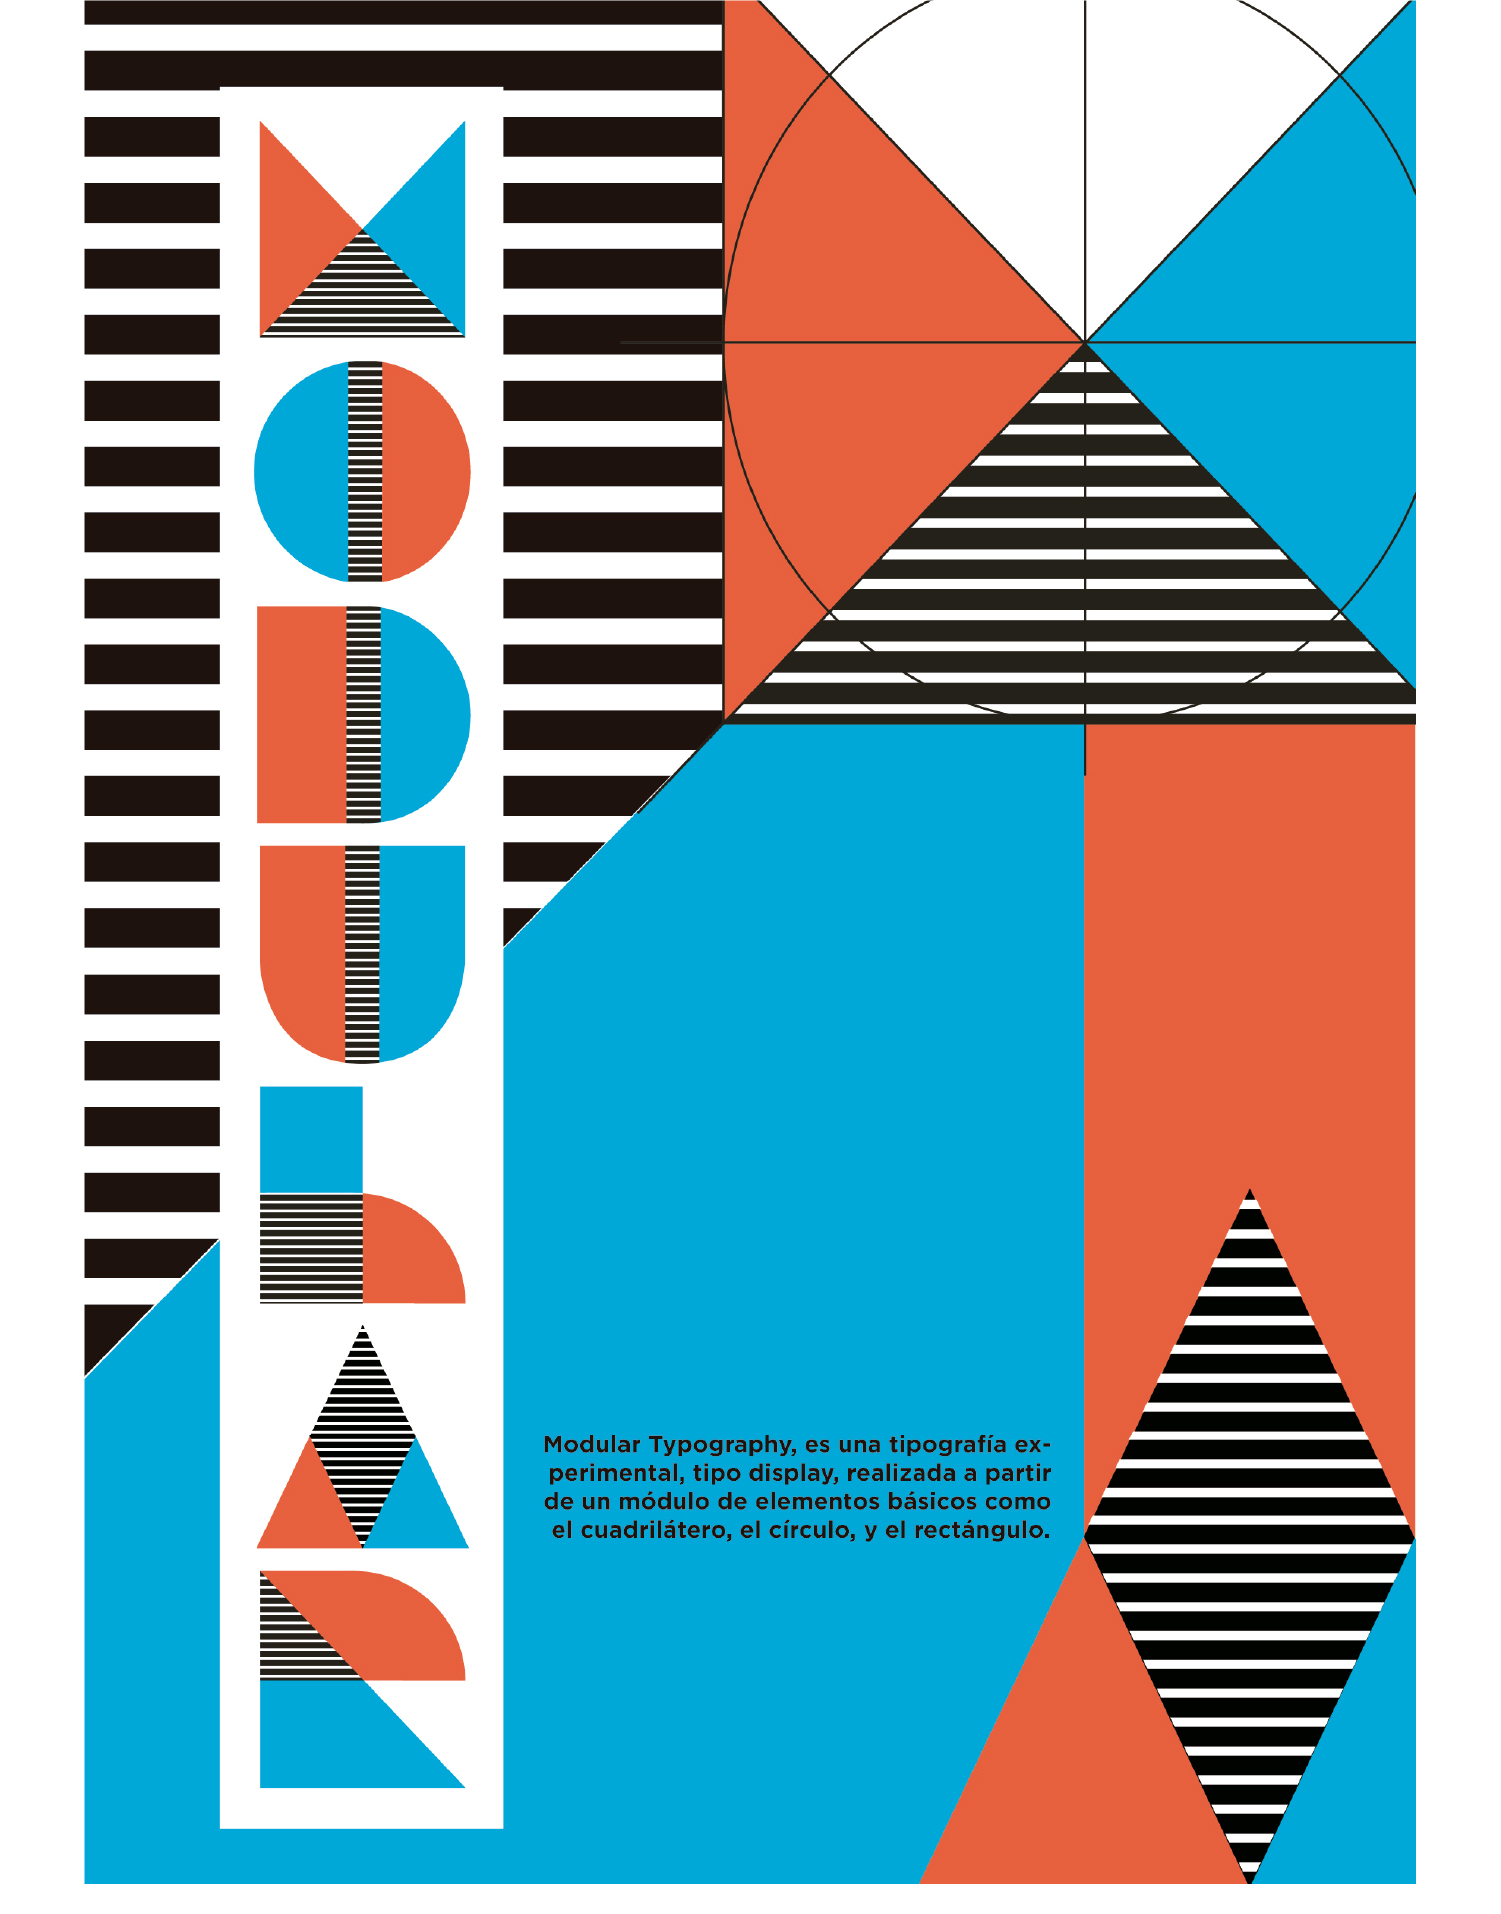 M
O
D
U
L
A
R
Modular Typography, es una tipografía ex-
perimental, tipo display, realizada a partir
de un módulo de elementos básicos como
el cuadrilátero, el círculo, y el rectángulo.